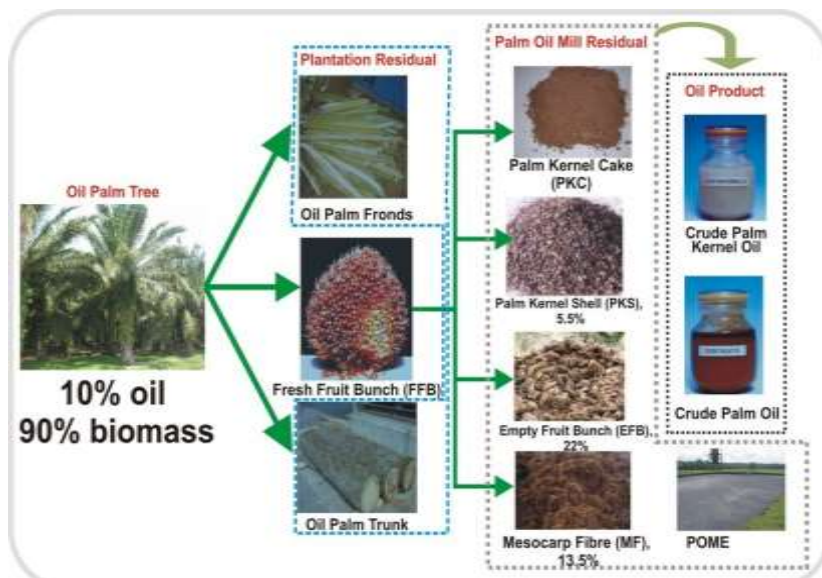 Oil Palm Tree
10% oil
90% biomass
Plantation Residual
Oil Palm Fronds
Fresh Fruit Bunch (FFB)
Oil Palm Trunk
Palm Oil Mill Residual
Palm Kernel Cake
(PKC)
Palm Kernel Shell (PKS),
5.5%
Empty Fruit Bunch (EFB),
22%
Mesocarp Fibre (MF),
13.5%
Oil Product
Crude Palm
Kernel Oil
Crude Palm Oil
POME